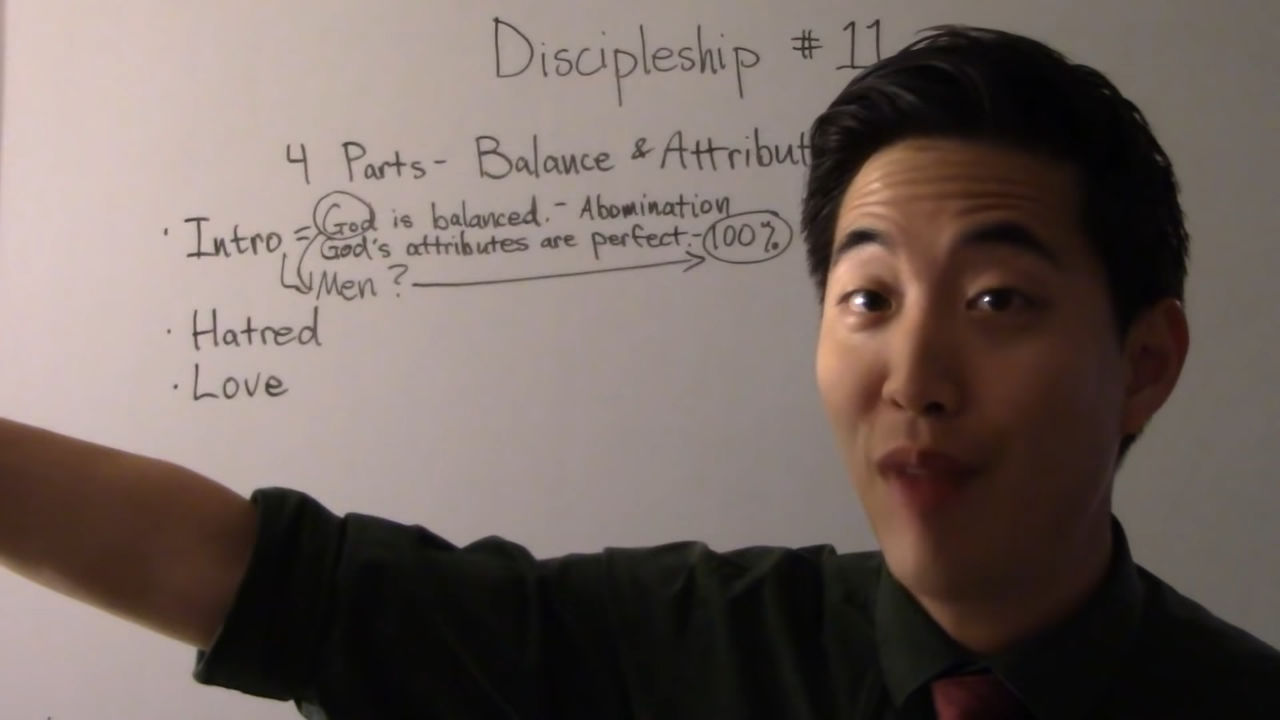 Discipleship # 11
4 Parts- Balance & Attribut
· Intro = God is balanced. - Abomination
God's attributes are perfect.- 100%
Men ?
· Hatred
· Love